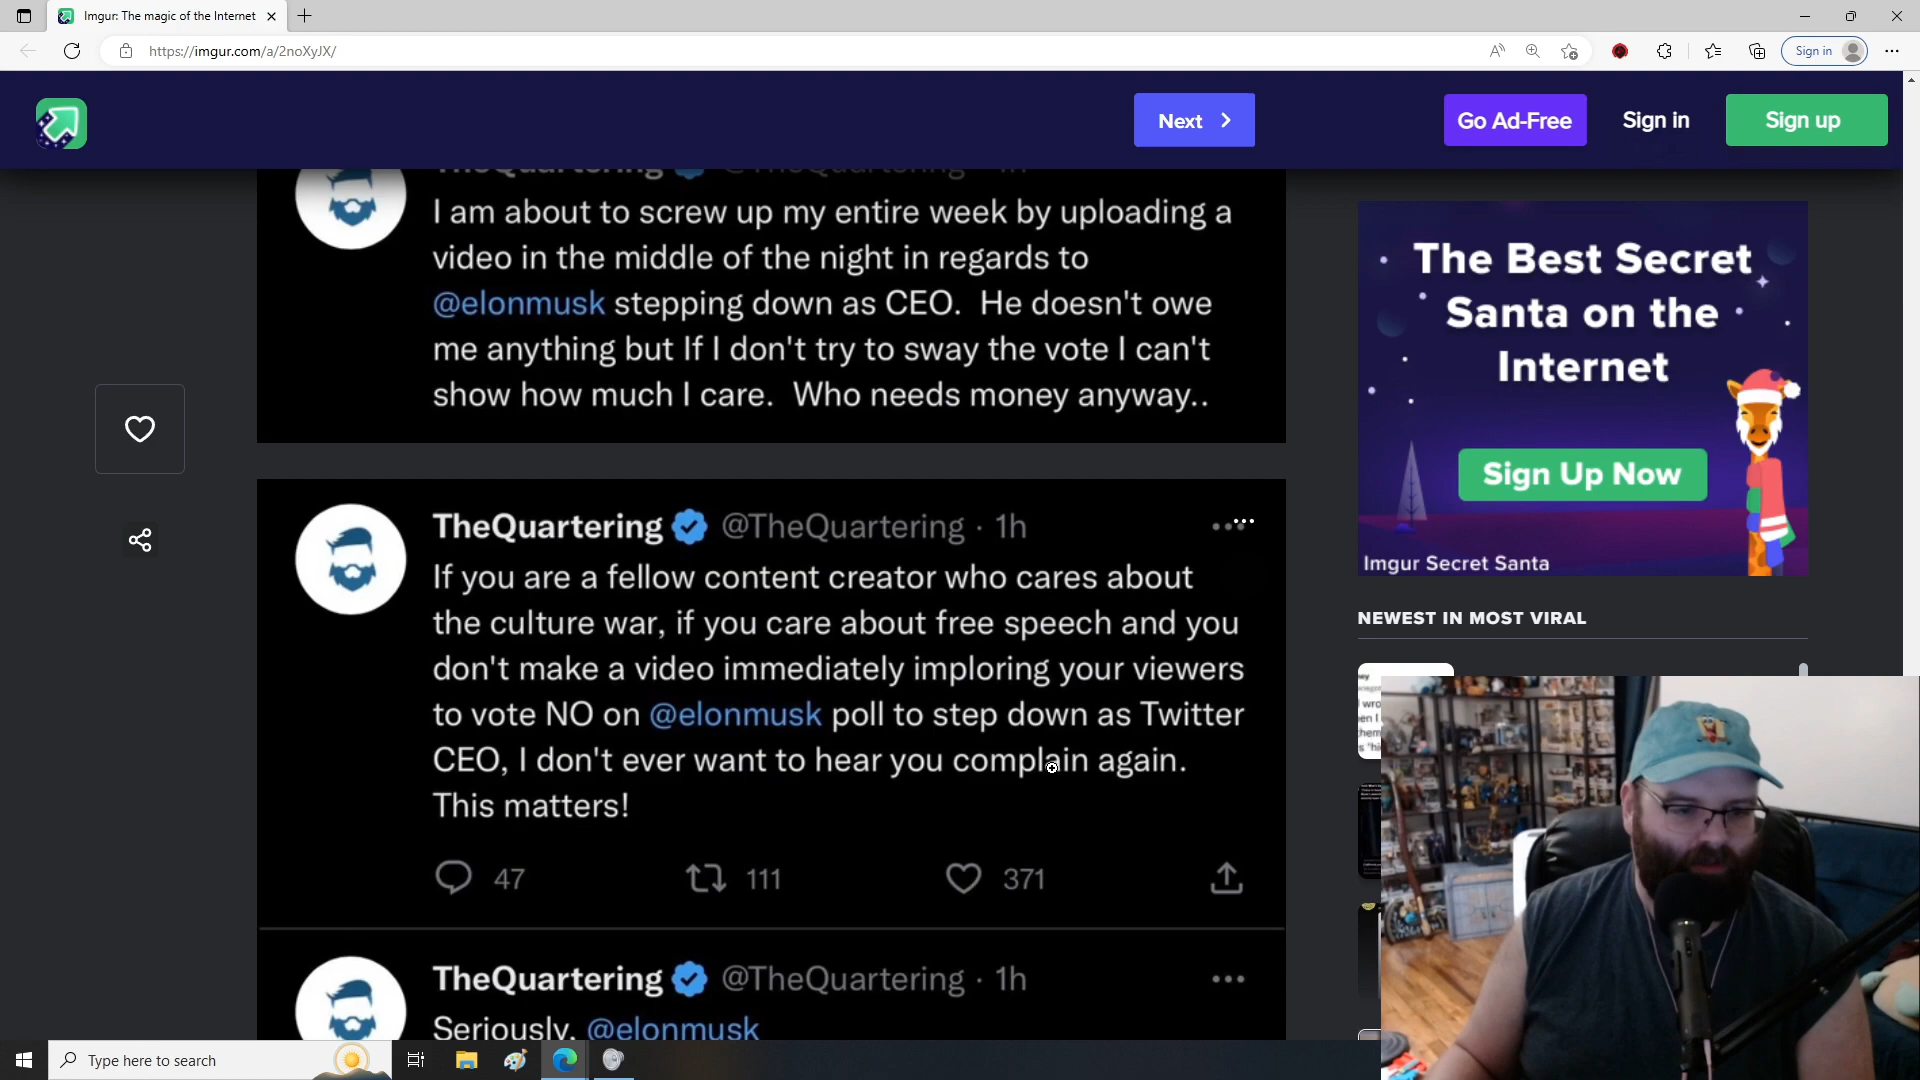 Imgur: The magic of the Internet
https://imgur.com/a/2noXyJX/
Sign in
Next
Go Ad-Free
Sign in
Sign up
I am about to screw up my entire week by uploading a
video in the middle of the night in regards to
@elonmusk stepping down as CEO.  He doesn't owe
me anything but If I don't try to sway the vote I can't
show how much I care.  Who needs money anyway..
TheQuartering @TheQuartering · 1h
If you are a fellow content creator who cares about
the culture war, if you care about free speech and you
don't make a video immediately imploring your viewers
to vote NO on @elonmusk poll to step down as Twitter
CEO, I don't ever want to hear you complain again.
This matters!
47 111 371
TheQuartering @TheQuartering · 1h
Seriously, @elonmusk
The Best Secret
Santa on the
Internet
Sign Up Now
Imgur Secret Santa
NEWEST IN MOST VIRAL
Type here to search